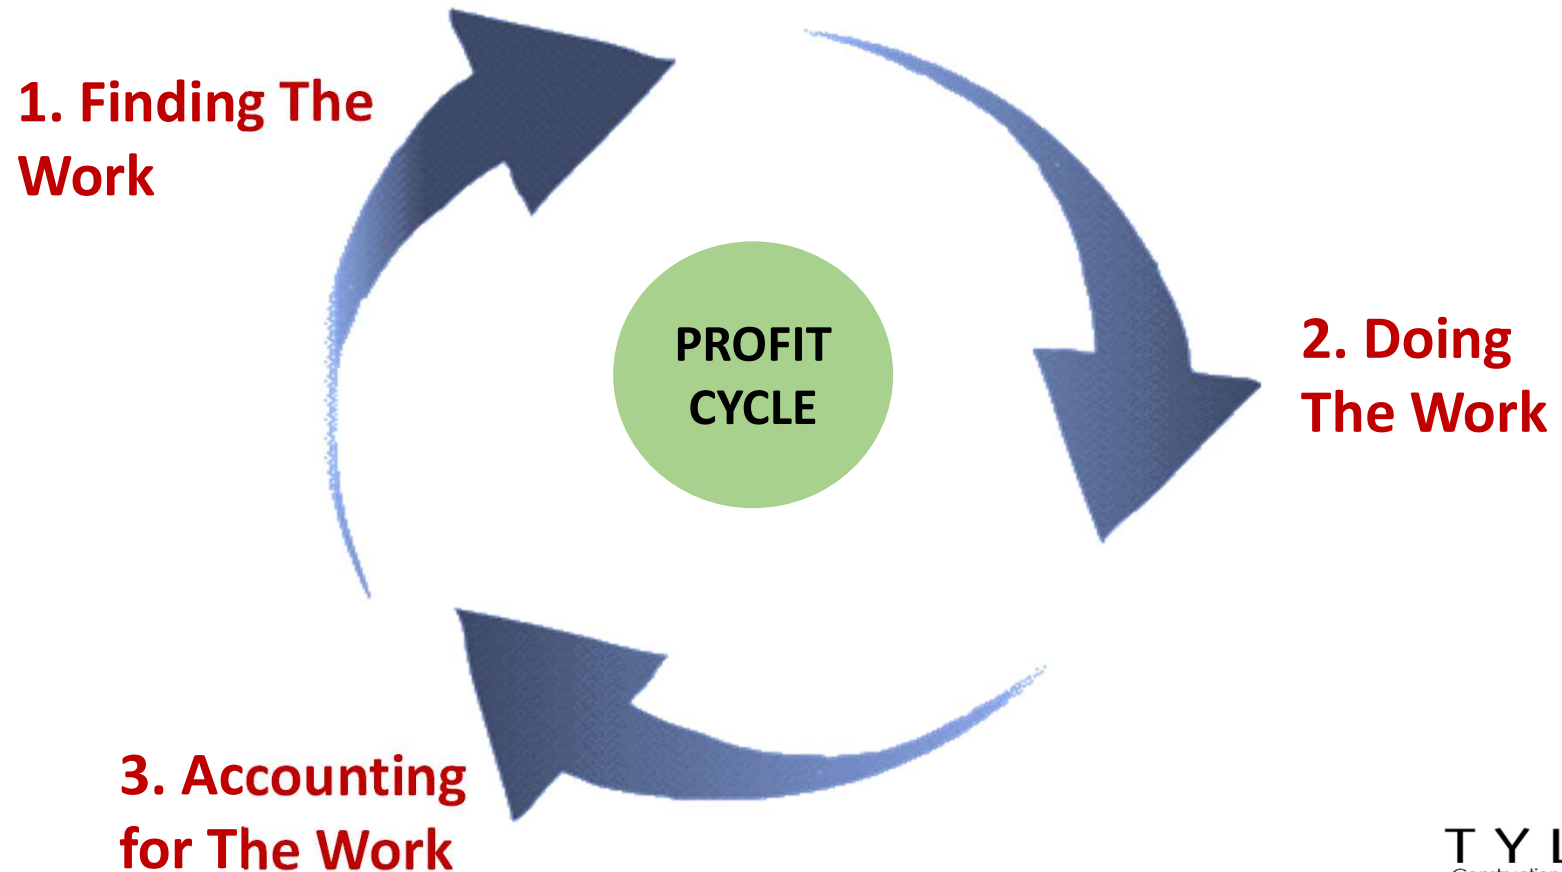 1. Finding The
Work
PROFIT
CYCLE
2. Doing
The Work
3. Accounting
for The Work
T Y L